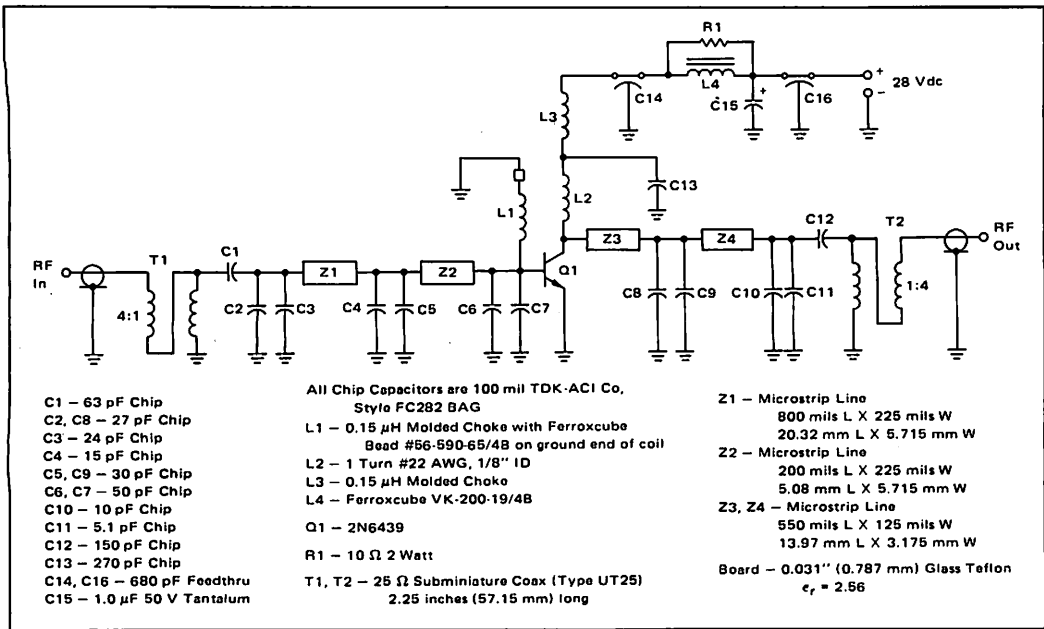 R1
L4
C14
C15
+
C16
+
−
28 Vdc
L3
C13
L2
L1
C12
T2
RF
Out
1:4
RF
In
T1
4:1
C1
C2
C3
Z1
C4
C5
Z2
C6
C7
Q1
Z3
C8
C9
Z4
C10
C11
C1 – 63 pF Chip
C2, C8 – 27 pF Chip
C3 – 24 pF Chip
C4 – 15 pF Chip
C5, C9 – 30 pF Chip
C6, C7 – 50 pF Chip
C10 – 10 pF Chip
C11 – 5.1 pF Chip
C12 – 150 pF Chip
C13 – 270 pF Chip
C14, C16 – 680 pF Feedthru
C15 – 1.0 μF 50 V Tantalum
All Chip Capacitors are 100 mil TDK-ACI Co,
Style FC282 BAG
L1 – 0.15 μH Molded Choke with Ferroxcube
Bead #56-590-65/4B on ground end of coil
L2 – 1 Turn #22 AWG, 1/8" ID
L3 – 0.15 μH Molded Choke
L4 – Ferroxcube VK-200-19/4B
Q1 – 2N6439
R1 – 10 Ω 2 Watt
T1, T2 – 25 Ω Subminiature Coax (Type UT25)
2.25 inches (57.15 mm) long
Z1 – Microstrip Line
800 mils L X 225 mils W
20.32 mm L X 5.715 mm W
Z2 – Microstrip Line
200 mils L X 225 mils W
5.08 mm L X 5.715 mm W
Z3, Z4 – Microstrip Line
550 mils L X 125 mils W
13.97 mm L X 3.175 mm W
Board – 0.031'' (0.787 mm) Glass Teflon
εr = 2.56